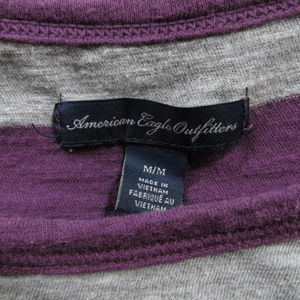 American Eagle Outfitters
M/M
MADE IN
VIETNAM
FABRIQUÉ AU
VIETNAM